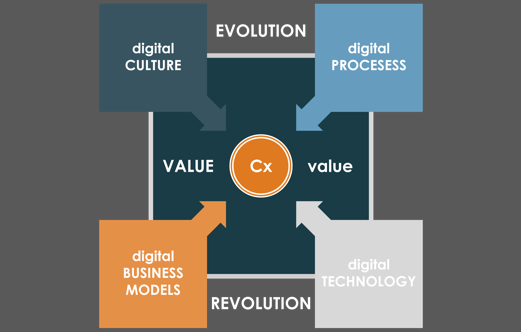 EVOLUTION
digital
CULTURE
digital
PROCESESS
VALUE
Cx
value
digital
BUSINESS
MODELS
digital
TECHNOLOGY
REVOLUTION